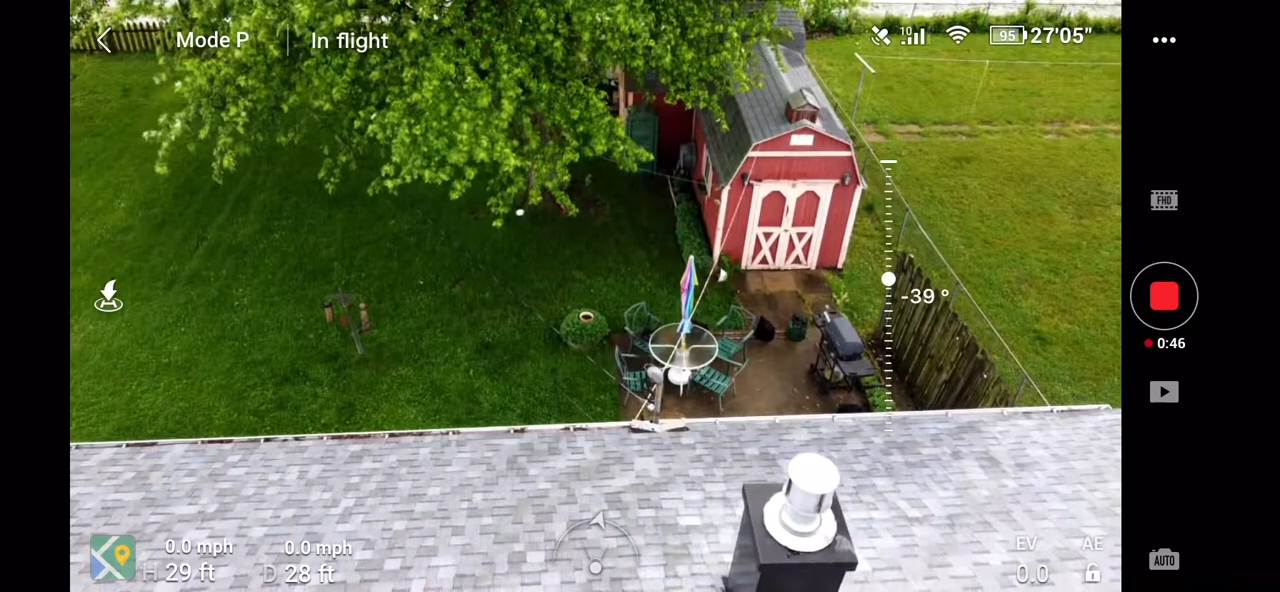 Mode P
In flight
10
95
27'05"
FHD
-39 °
0:46
0.0 mph
0.0 mph
H 29 ft
D 28 ft
EV
AE
0.0
AUTO